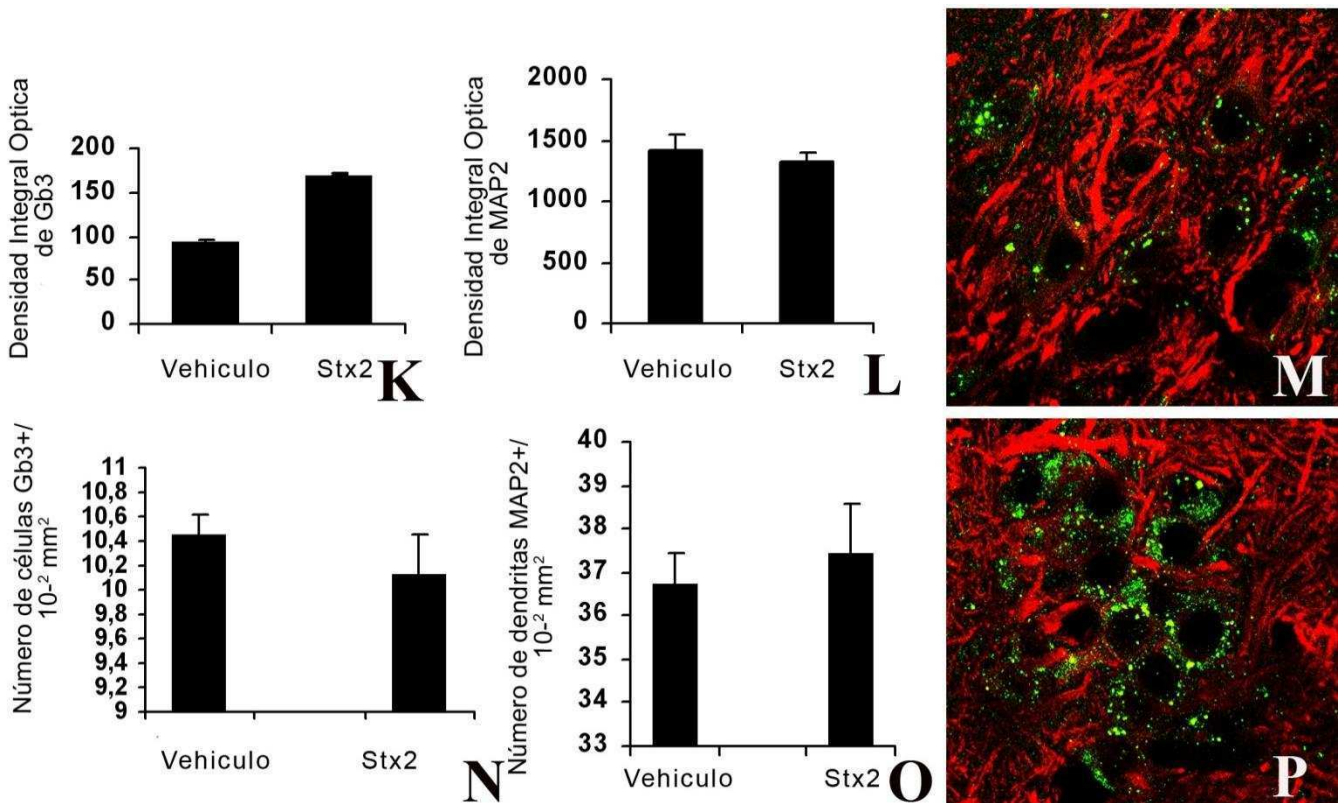 Densidad Integral Optica
de Gb3
200
150
100
50
0
Vehiculo Stx2
K
Densidad Integral Optica
de MAP2
2000
1500
1000
500
0
Vehiculo Stx2
L
M
Número de células Gb3+/
10-² mm²
11
10,8
10,6
10,4
10,2
10
9,8
9,6
9,4
9,2
9
Vehiculo Stx2
N
Número de dendritas MAP2+/
10-² mm²
40
39
38
37
36
35
34
33
Vehiculo Stx2
O
P